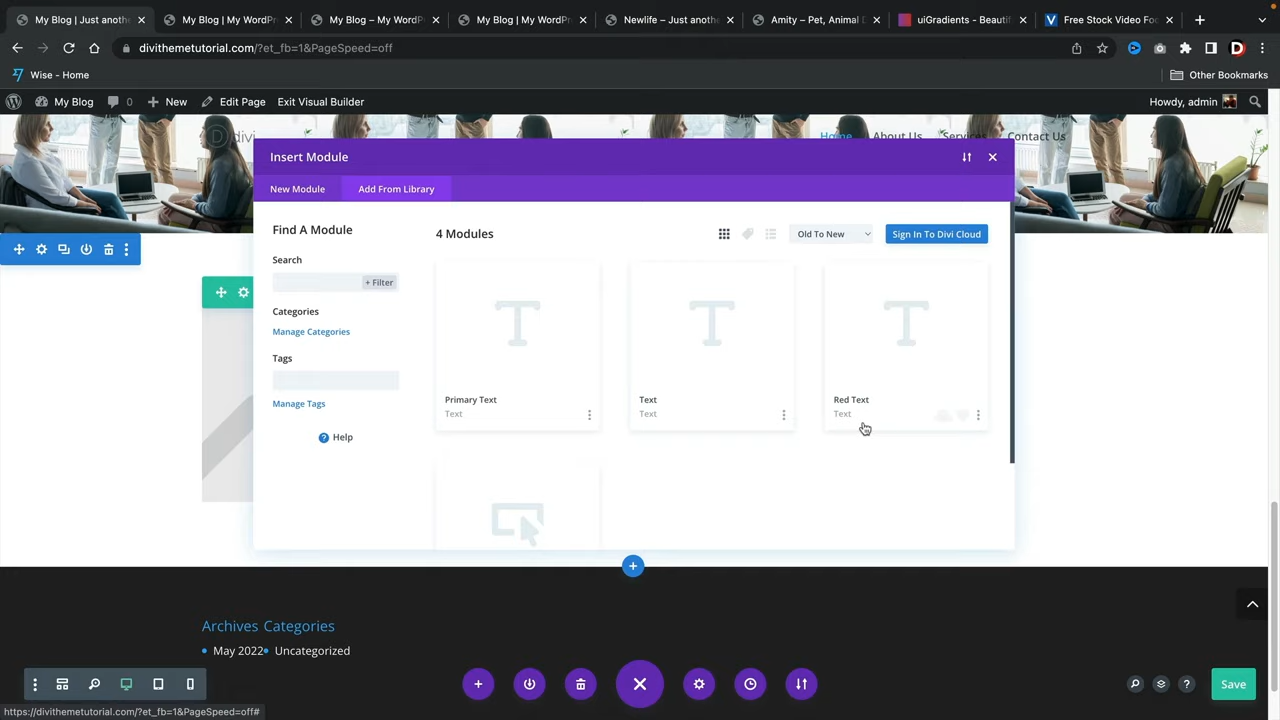 My Blog | Just anoth
My Blog | My WordPr
My Blog – My WordP
My Blog | My WordPr
Newlife – Just anothe
Amity – Pet, Animal D
uiGradients - Beautif
Free Stock Video Foo
divithemetutorial.com/?et_fb=1&PageSpeed=off
Wise - Home
Other Bookmarks
My Blog
0
New
Edit Page
Exit Visual Builder
Howdy, admin
divi
Home
About Us
Services
Contact Us
Insert Module
New Module
Add From Library
Find A Module
4 Modules
Old To New
Sign In To Divi Cloud
Search
+ Filter
Categories
Manage Categories
Tags
Manage Tags
? Help
Primary Text
Text
Text
Text
Red Text
Text
Archives Categories
May 2022
Uncategorized
Save
https://divithemetutorial.com/?et_fb=1&PageSpeed=off#